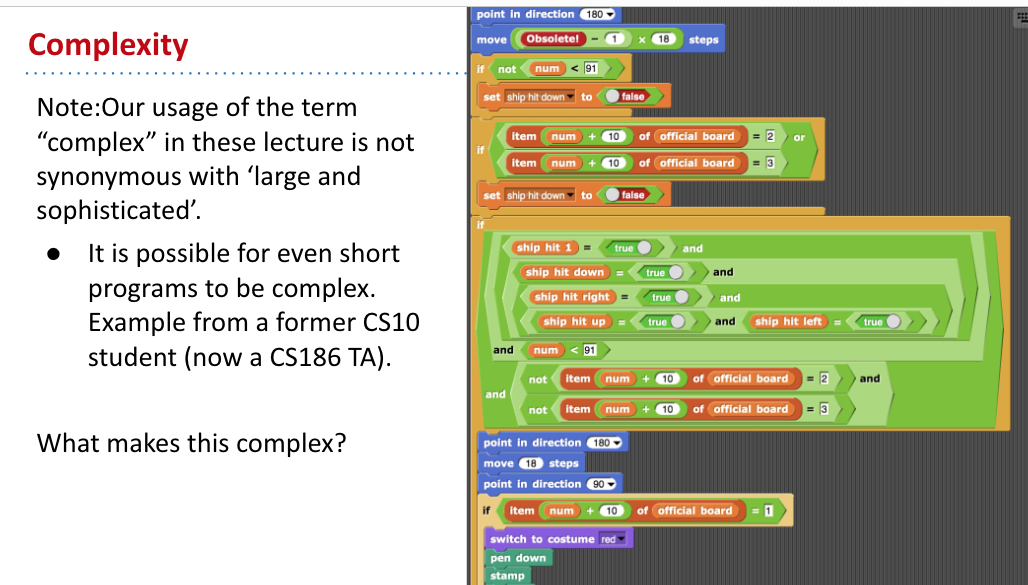 Complexity
Note:Our usage of the term
“complex” in these lecture is not
synonymous with ‘large and
sophisticated’.
● It is possible for even short
programs to be complex.
Example from a former CS10
student (now a CS186 TA).
What makes this complex?
point in direction 180
move Obsolete! - 1 × 18 steps
if not num < 91
set ship hit down to false
item num + 10 of official board = 2 or
if
item num + 10 of official board = 3
set ship hit down to false
if
ship hit 1 = true and
ship hit down = true and
ship hit right = true and
ship hit up = true and ship hit left = true
and num < 91
not item num + 10 of official board = 2 and
and
not item num + 10 of official board = 3
point in direction 180
move 18 steps
point in direction 90
if item num + 10 of official board = 1
switch to costume red
pen down
stamp